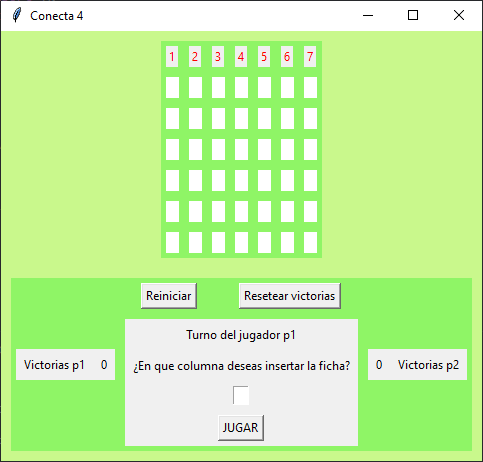 Conecta 4
1 2 3 4 5 6 7
Reiniciar Resetear victorias
Turno del jugador p1
Victorias p1 0 ¿En que columna deseas insertar la ficha? 0 Victorias p2
JUGAR